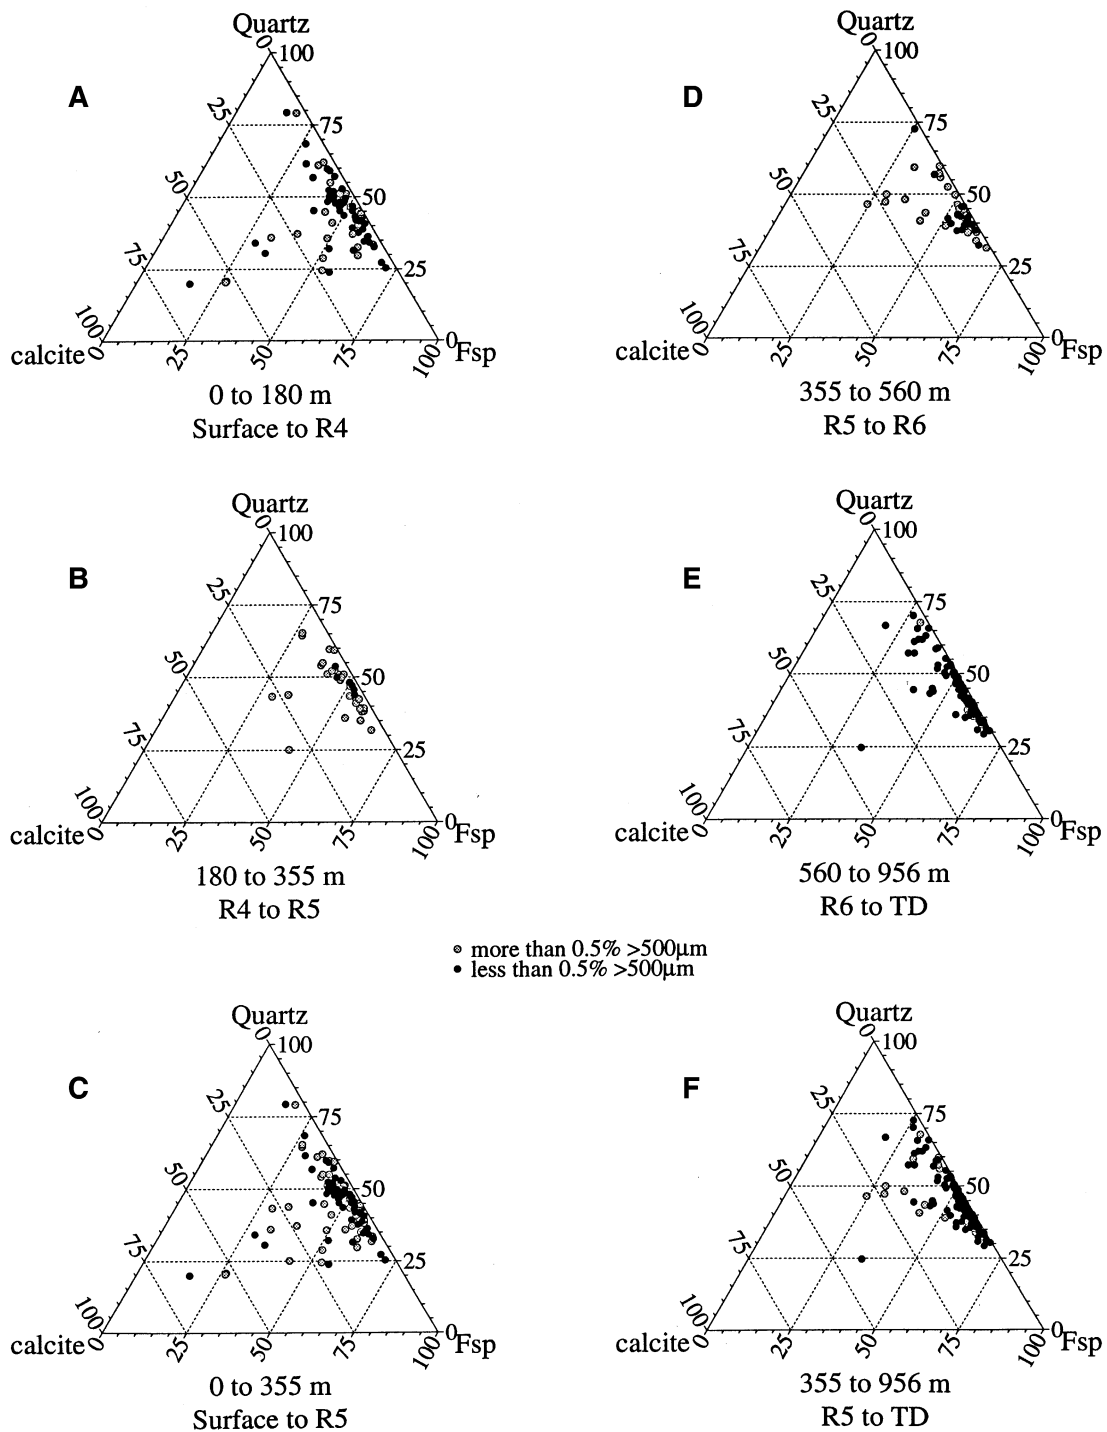 A
Quartz
0
100
25
75
50
50
75
25
100
0
calcite
0
25
50
75
100
Fsp
0 to 180 m
Surface to R4
D
Quartz
0
100
25
75
50
50
75
25
100
0
calcite
0
25
50
75
100
Fsp
355 to 560 m
R5 to R6
B
Quartz
0
100
25
75
50
50
75
25
100
0
calcite
0
25
50
75
100
Fsp
180 to 355 m
R4 to R5
E
Quartz
0
100
25
75
50
50
75
25
100
0
calcite
0
25
50
75
100
Fsp
560 to 956 m
R6 to TD
more than 0.5% >500µm
less than 0.5% >500µm
C
Quartz
0
100
25
75
50
50
75
25
100
0
calcite
0
25
50
75
100
Fsp
0 to 355 m
Surface to R5
F
Quartz
0
100
25
75
50
50
75
25
100
0
calcite
0
25
50
75
100
Fsp
355 to 956 m
R5 to TD